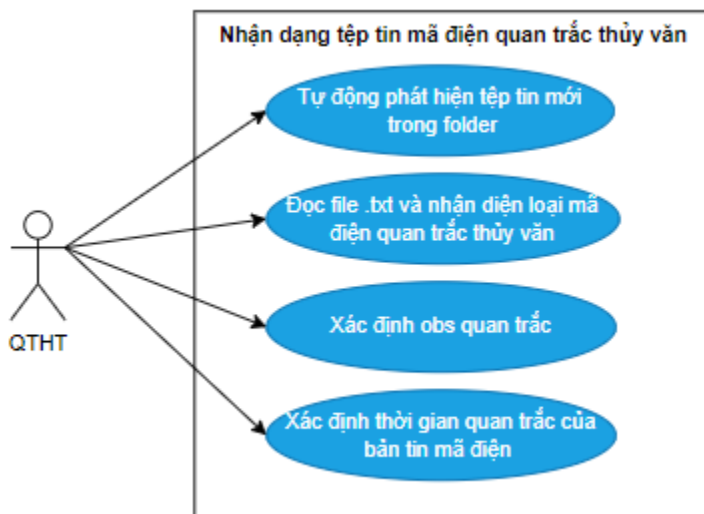 Nhận dạng tệp tin mã điện quan trắc thủy văn
Tự động phát hiện tệp tin mới
trong folder
Đọc file .txt và nhận diện loại mã
điện quan trắc thủy văn
Xác định obs quan trắc
Xác định thời gian quan trắc của
bản tin mã điện
QTHT